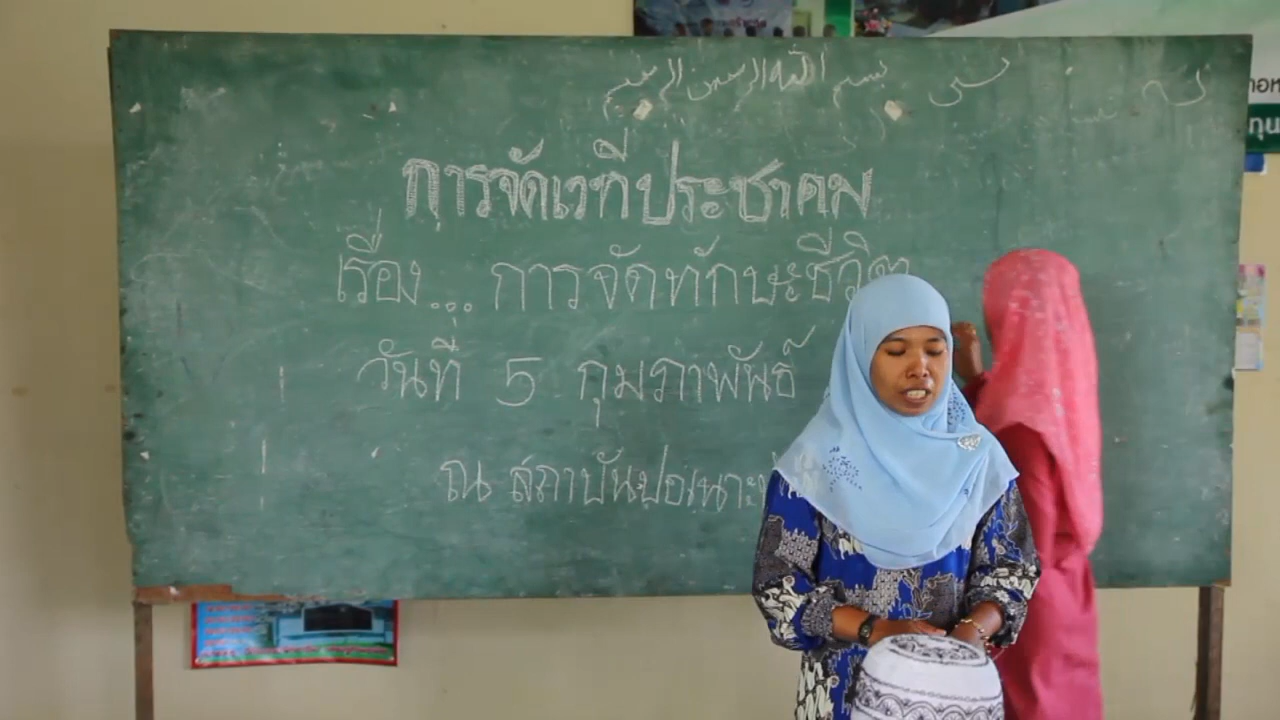 بسم الله الرحمن الرحيم
การจัดเวทีประชาคม
เรื่อง... การจัดทักษะชีวิต
วันที่ 5 กุมภาพันธ์
ณ สถาบันปอเนาะ